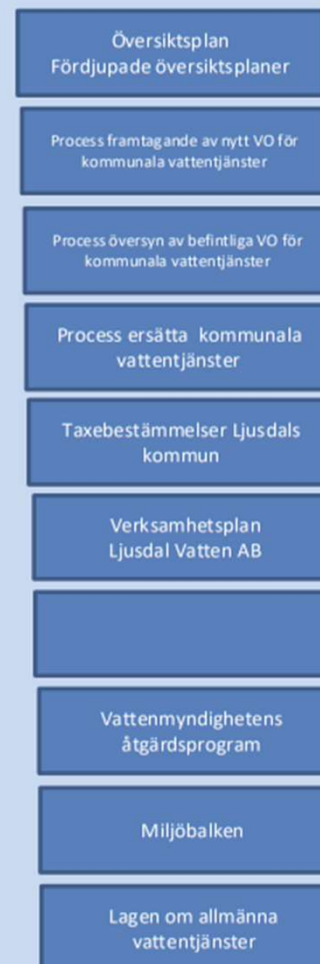 Översiktsplan
Fördjupade översiktsplaner
Process framtagande av nytt VO för
kommunala vattentjänster
Process översyn av befintliga VO för
kommunala vattentjänster
Process ersätta kommunala
vattentjänster
Taxebestämmelser Ljusdals
kommun
Verksamhetsplan
Ljusdal Vatten AB
Vattenmyndighetens
åtgärdsprogram
Miljöbalken
Lagen om allmänna
vattentjänster